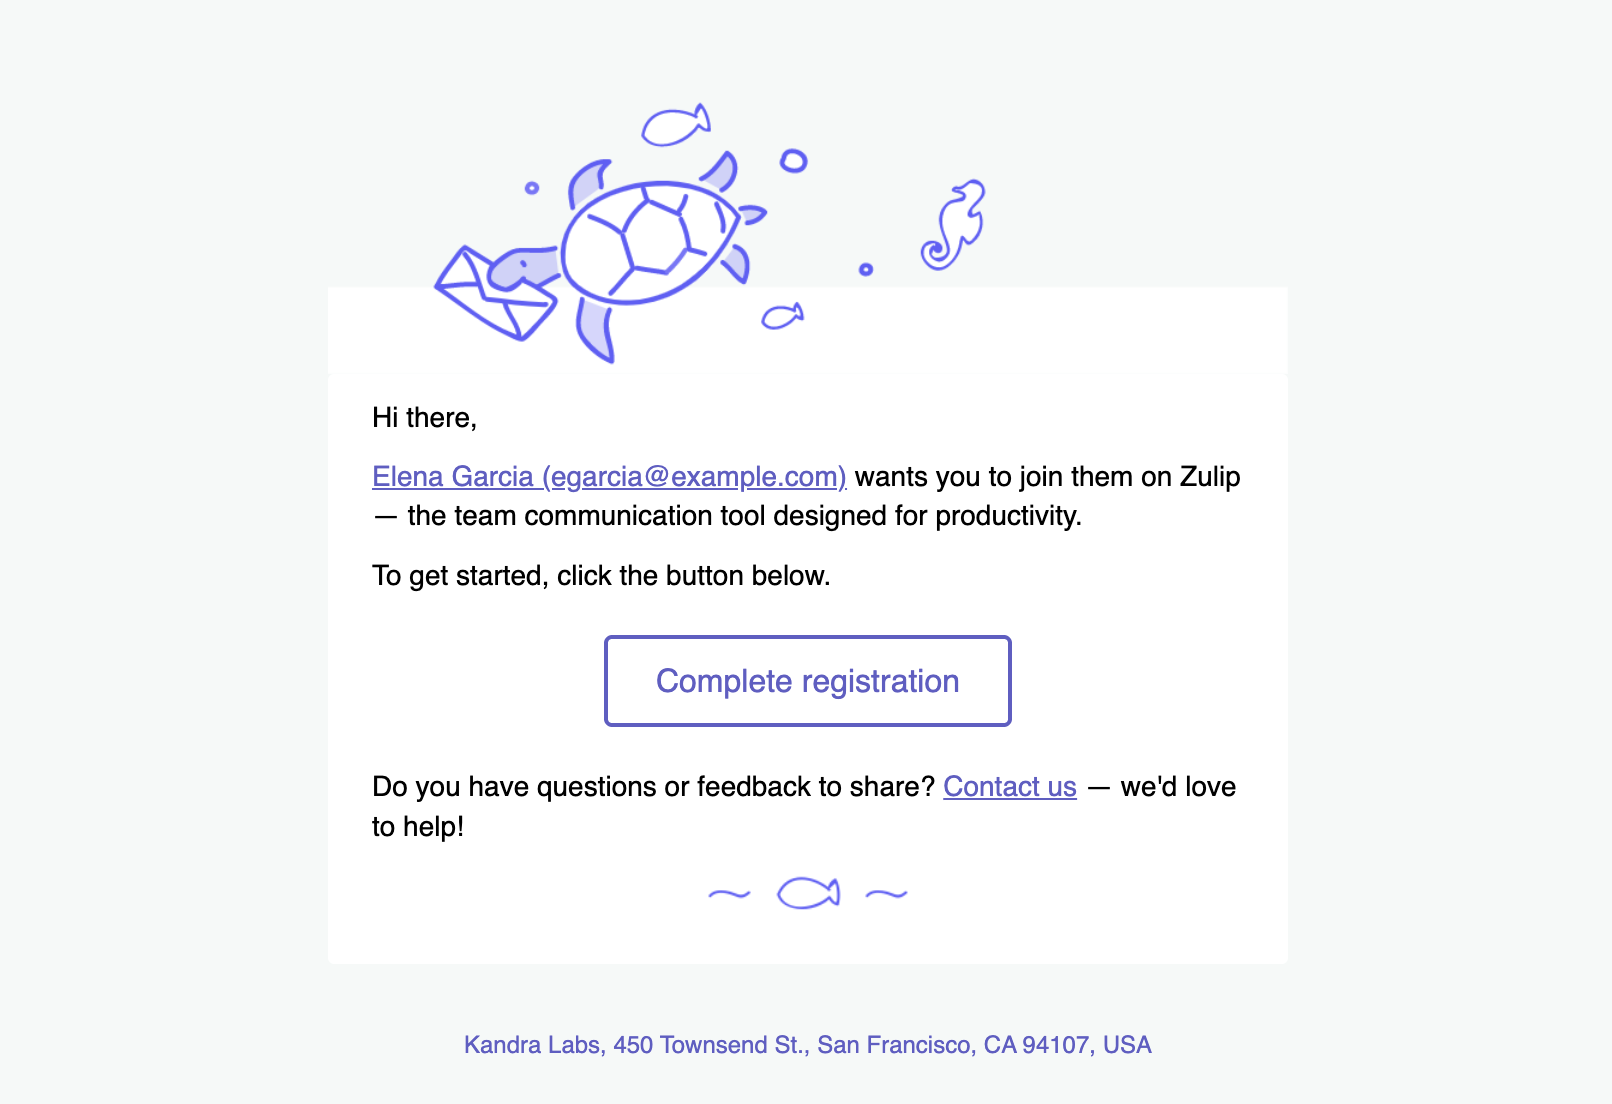 Hi there,
Elena Garcia (egarcia@example.com) wants you to join them on Zulip
— the team communication tool designed for productivity.
To get started, click the button below.
Complete registration
Do you have questions or feedback to share? Contact us — we'd love
to help!
Kandra Labs, 450 Townsend St., San Francisco, CA 94107, USA